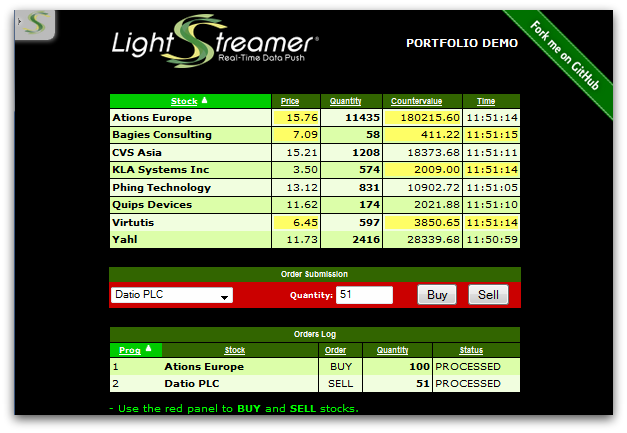 LightStreamer®
Real-Time Data Push
PORTFOLIO DEMO
Fork me on GitHub
Stock ▲ Price Quantity Countervalue Time
Ations Europe 15.76 11435 180215.60 11:51:14
Bagies Consulting 7.09 58 411.22 11:51:15
CVS Asia 15.21 1208 18373.68 11:51:11
KLA Systems Inc 3.50 574 2009.00 11:51:14
Phing Technology 13.12 831 10902.72 11:51:05
Quips Devices 11.62 174 2021.88 11:51:10
Virtutis 6.45 597 3850.65 11:51:14
Yahl 11.73 2416 28339.68 11:50:59
Order Submission
Datio PLC Quantity: 51 Buy Sell
Orders Log
Prog ▲ Stock Order Quantity Status
1 Ations Europe BUY 100 PROCESSED
2 Datio PLC SELL 51 PROCESSED
- Use the red panel to BUY and SELL stocks.